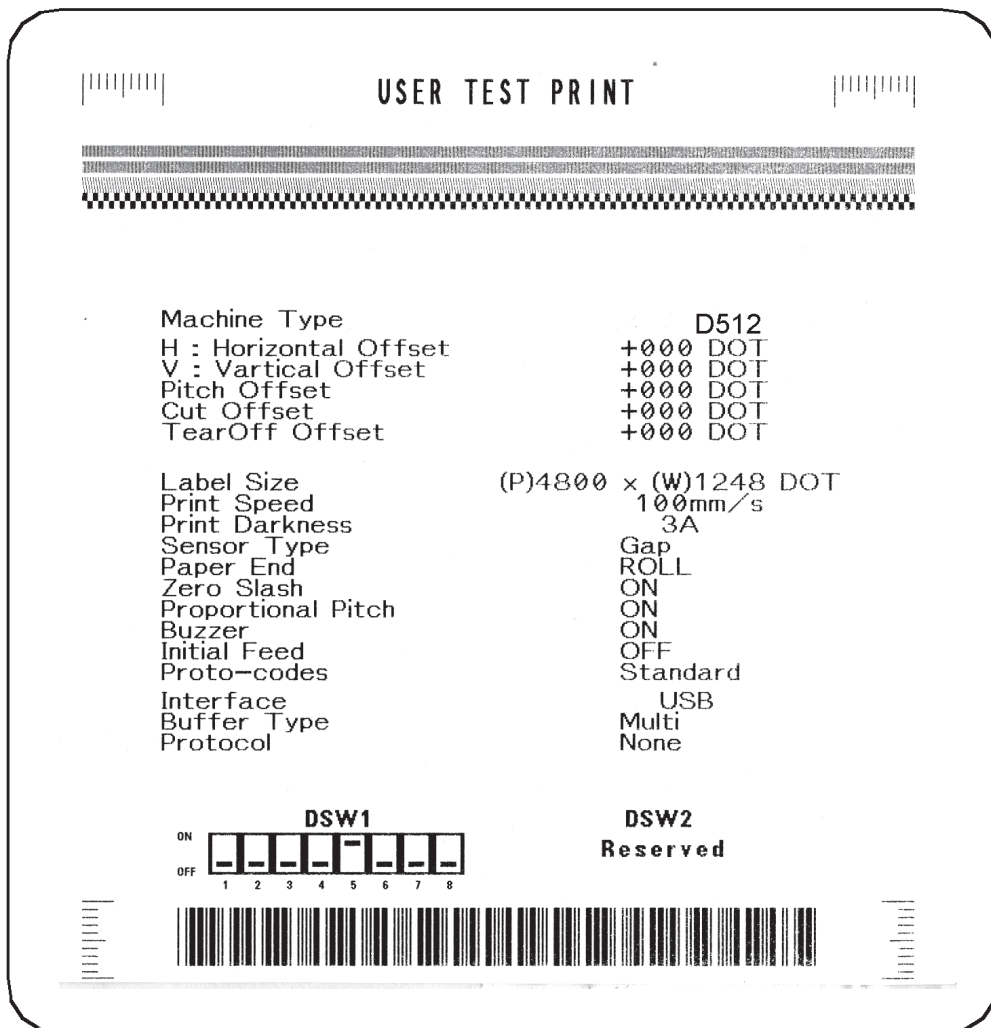 USER TEST PRINT
Machine Type D512
H : Horizontal Offset +000 DOT
V : Vartical Offset +000 DOT
Pitch Offset +000 DOT
Cut Offset +000 DOT
TearOff Offset +000 DOT
Label Size (P)4800 x (W)1248 DOT
Print Speed 100mm/s
Print Darkness 3A
Sensor Type Gap
Paper End ROLL
Zero Slash ON
Proportional Pitch ON
Buzzer ON
Initial Feed OFF
Proto-codes Standard
Interface USB
Buffer Type Multi
Protocol None
DSW1 DSW2
ON Reserved
OFF
1 2 3 4 5 6 7 8